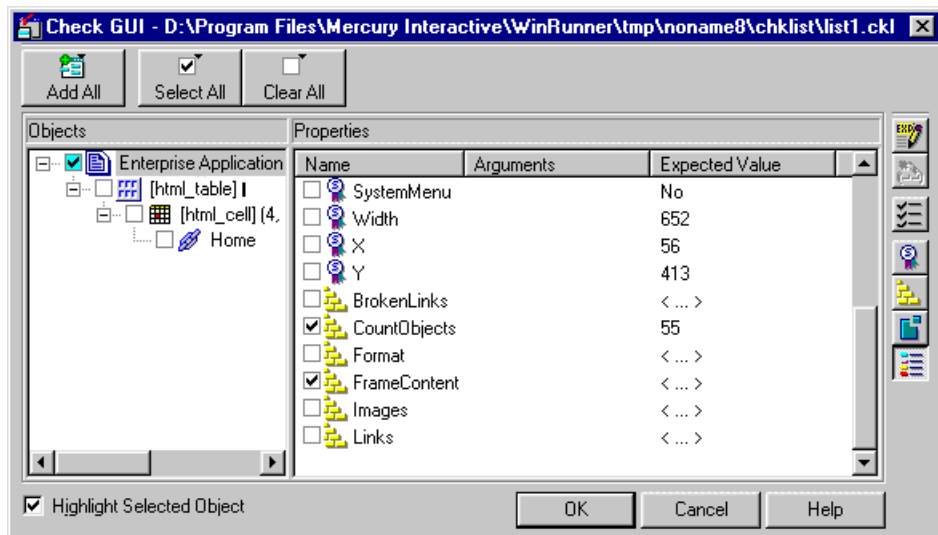 Check GUI - D:\Program Files\Mercury Interactive\WinRunner\tmp\noname8\chklist\list1.ckl
Add All Select All Clear All
Objects Properties
Enterprise Application
[html_table]
[html_cell] (4,
Home
Name Arguments Expected Value
SystemMenu No
Width 652
X 56
Y 413
BrokenLinks < ... >
CountObjects 55
Format < ... >
FrameContent < ... >
Images < ... >
Links < ... >
EXP
Highlight Selected Object OK Cancel Help